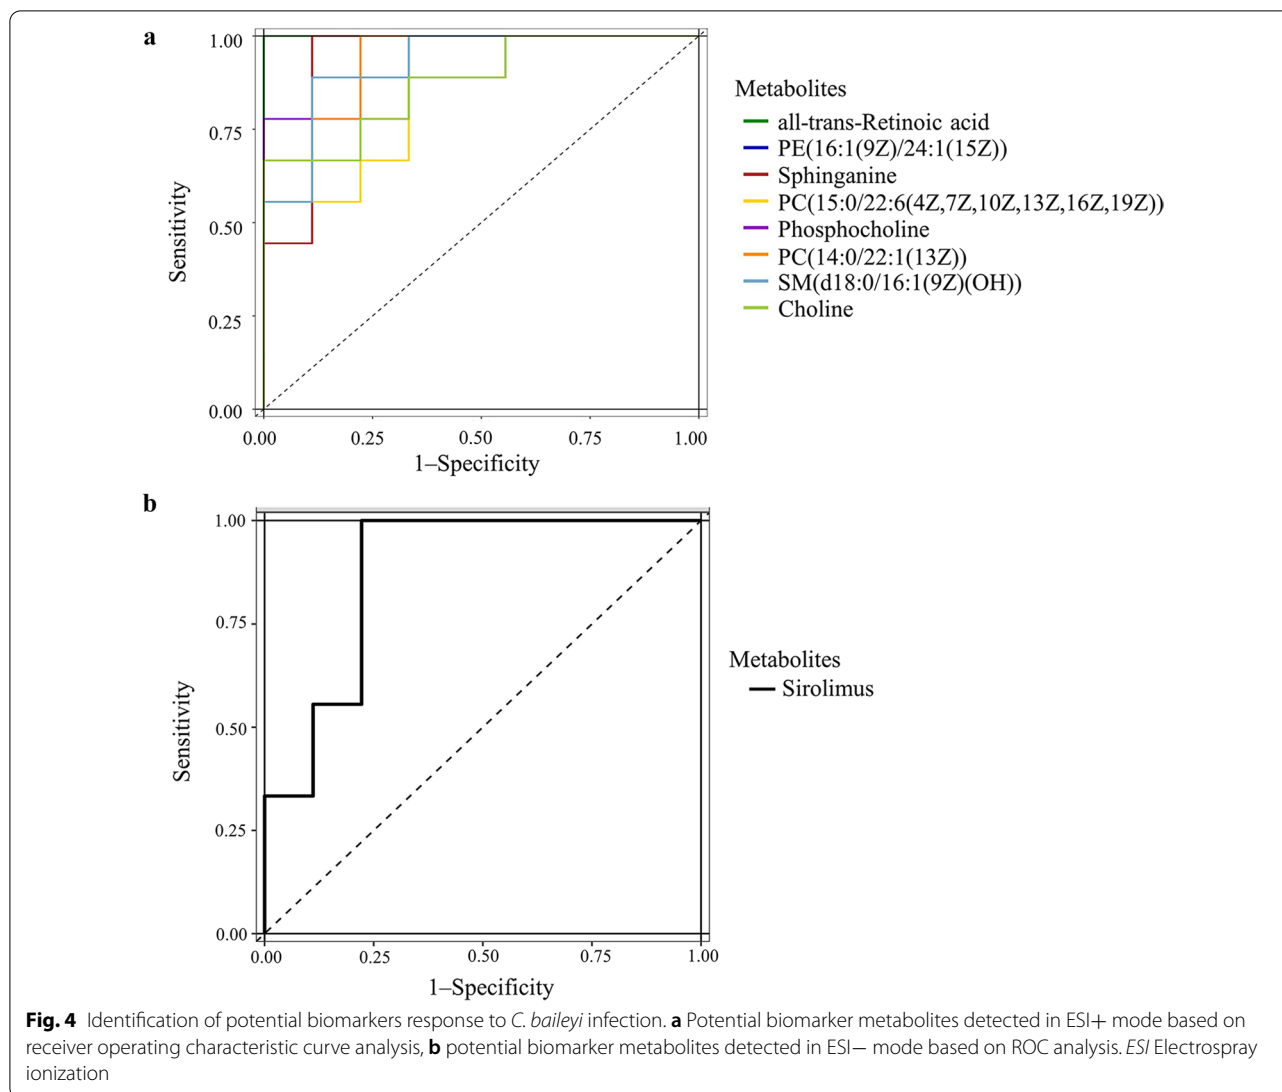 a
1.00
0.75
0.50
0.25
0.00
Sensitivity
0.00 0.25 0.50 0.75 1.00
1–Specificity
Metabolites
all-trans-Retinoic acid
PE(16:1(9Z)/24:1(15Z))
Sphinganine
PC(15:0/22:6(4Z,7Z,10Z,13Z,16Z,19Z))
Phosphocholine
PC(14:0/22:1(13Z))
SM(d18:0/16:1(9Z)(OH))
Choline
b
1.00
0.75
0.50
0.25
0.00
Sensitivity
0.00 0.25 0.50 0.75 1.00
1–Specificity
Metabolites
Sirolimus
Fig. 4 Identification of potential biomarkers response to C. baileyi infection. a Potential biomarker metabolites detected in ESI+ mode based on
receiver operating characteristic curve analysis, b potential biomarker metabolites detected in ESI− mode based on ROC analysis. ESI Electrospray
ionization